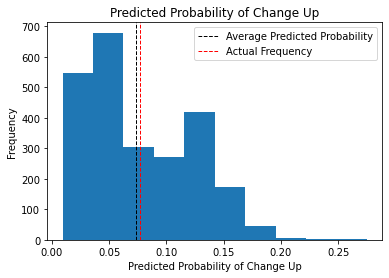 Predicted Probability of Change Up
Average Predicted Probability
Actual Frequency
Frequency
700
600
500
400
300
200
100
0
0.00 0.05 0.10 0.15 0.20 0.25
Predicted Probability of Change Up